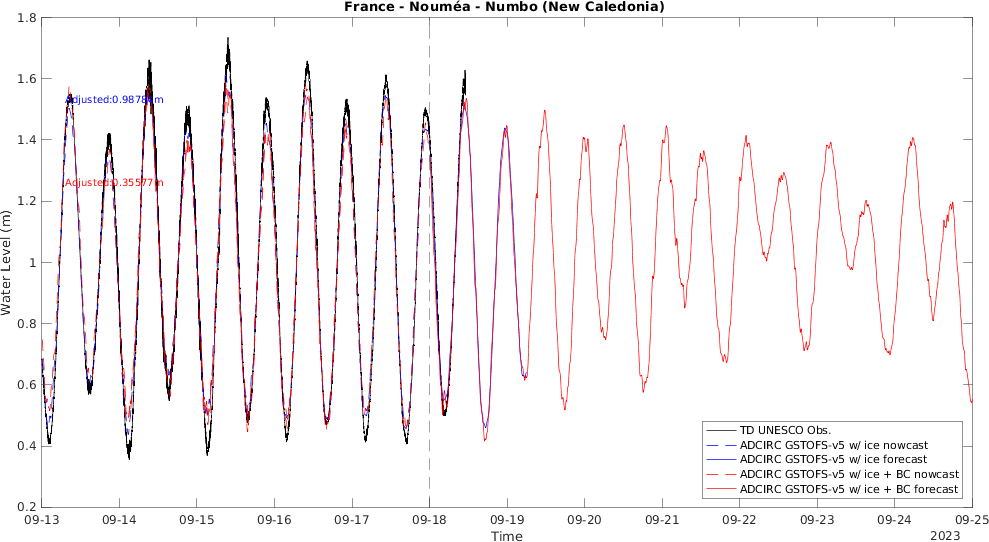 France - Nouméa - Numbo (New Caledonia)
1.8
1.6
1.4
1.2
1
0.8
0.6
0.4
0.2
Water Level (m)
Adjusted:0.35577m
09-13
09-14
09-15
09-16
09-17
09-18
09-19
09-20
09-21
09-22
09-23
09-24
09-25
Time
2023
TD UNESCO Obs.
ADCIRC GSTOFS-v5 w/ ice nowcast
ADCIRC GSTOFS-v5 w/ ice forecast
ADCIRC GSTOFS-v5 w/ ice + BC nowcast
ADCIRC GSTOFS-v5 w/ ice + BC forecast